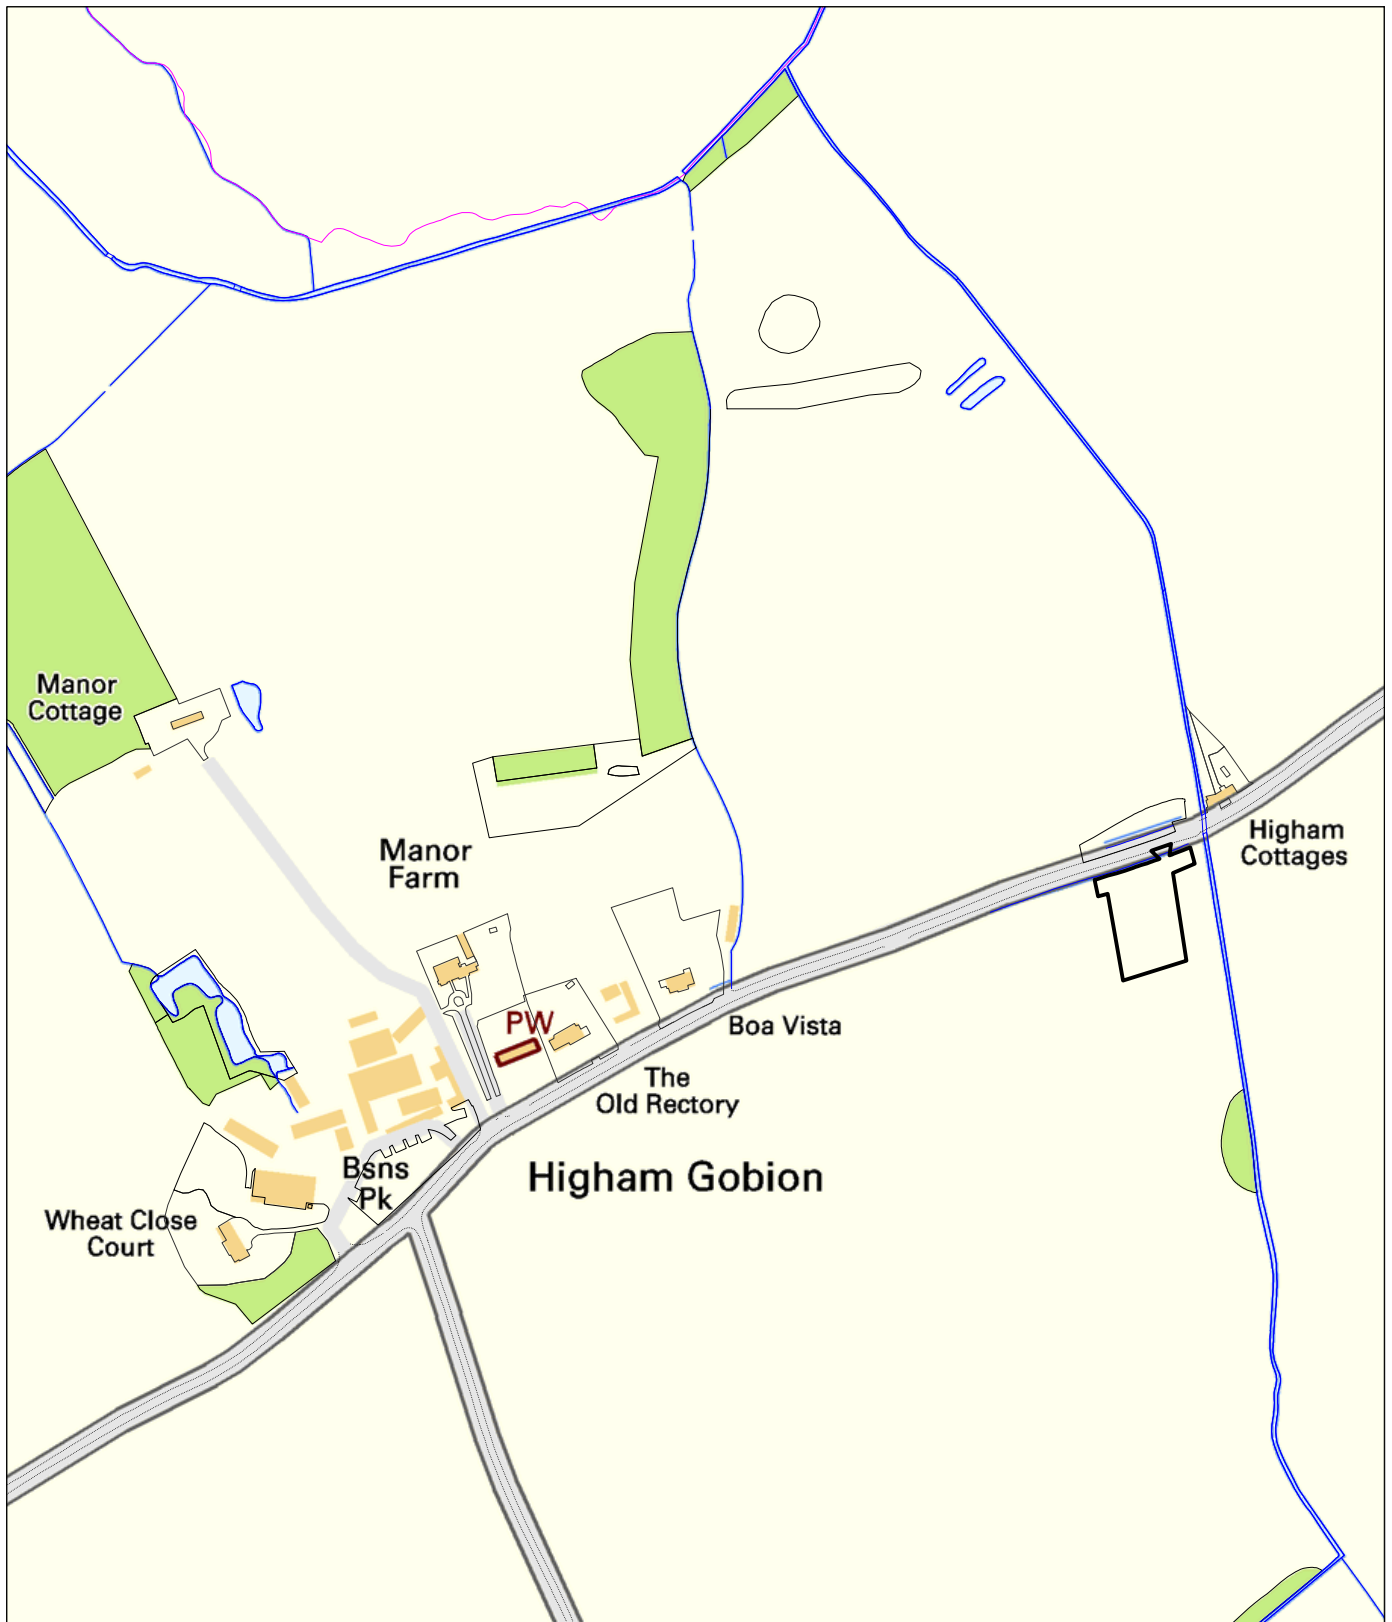 Manor
Cottage
Higham
Cottages
Manor
Farm
PW
Boa Vista
The
Old Rectory
Bsns
Pk
Higham Gobion
Wheat Close
Court